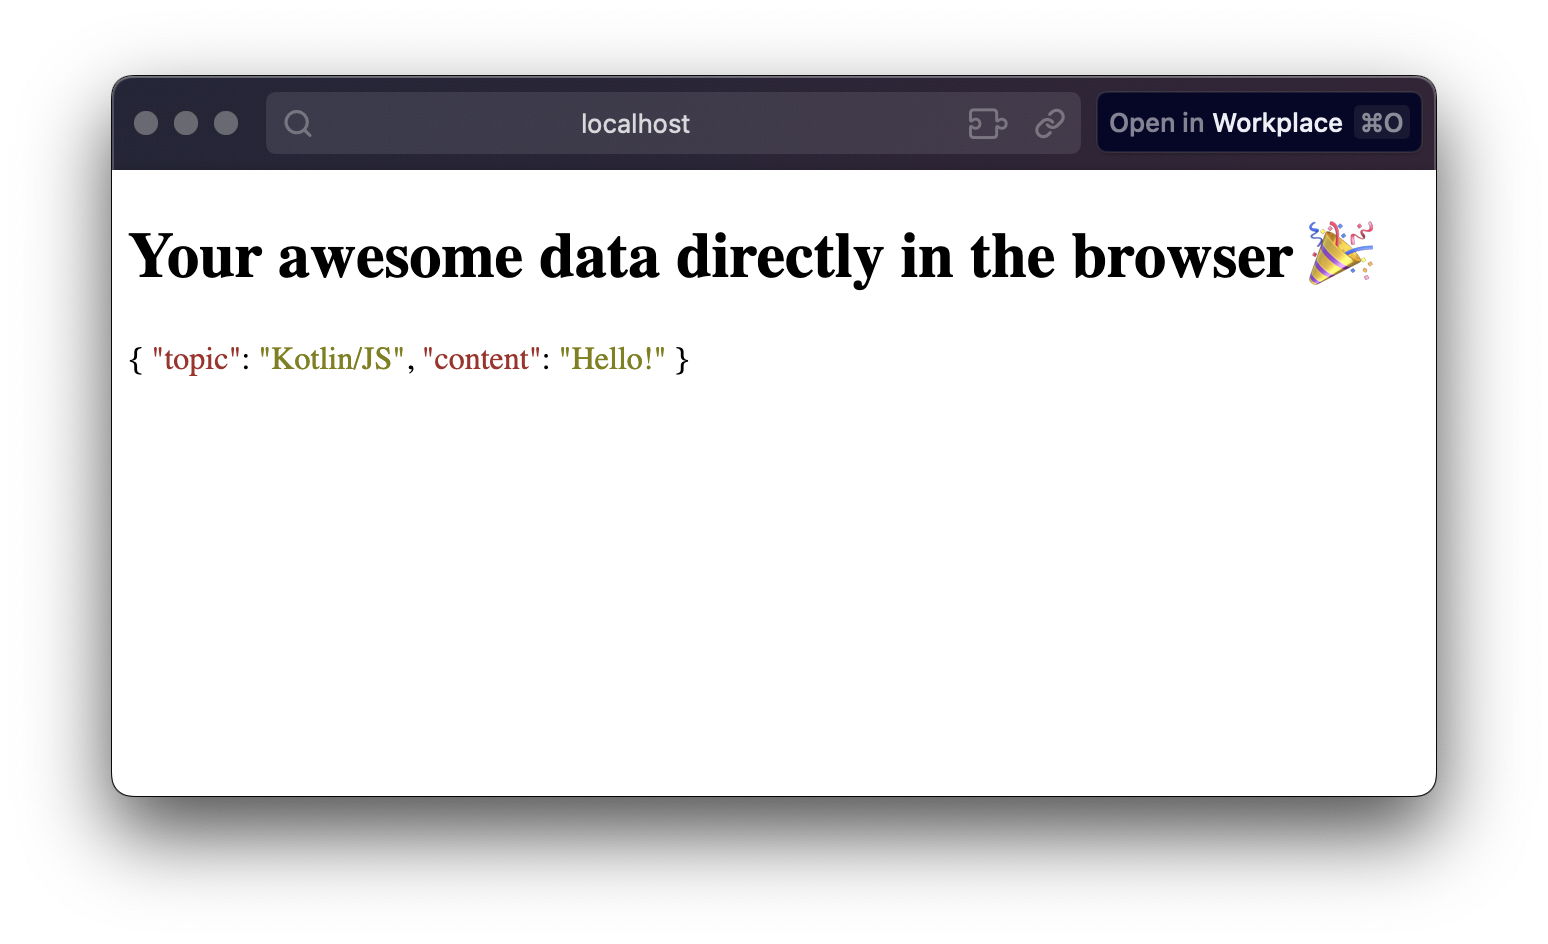 localhost
Open in Workplace ⌘O
Your awesome data directly in the browser 🎉
{ "topic": "Kotlin/JS", "content": "Hello!" }